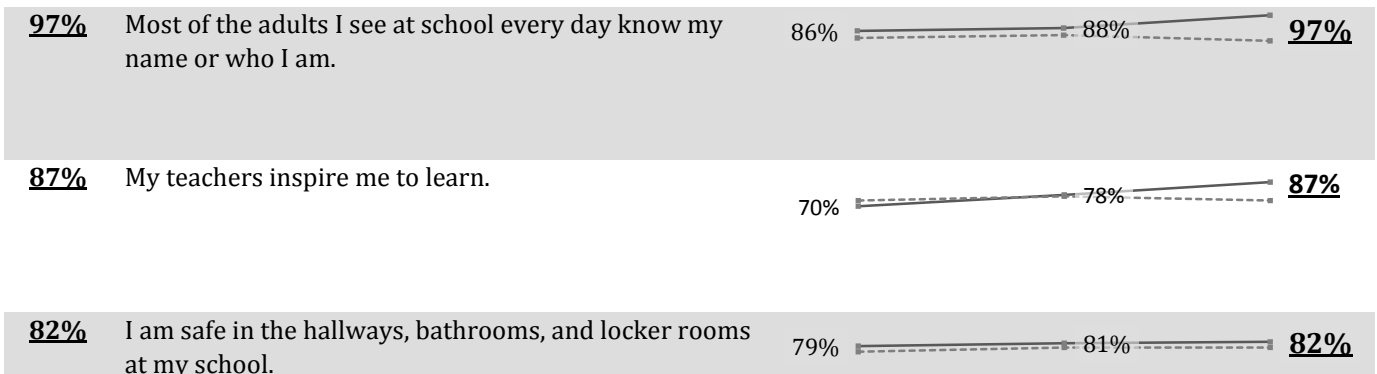 97% Most of the adults I see at school every day know my 86% 88% 97%
name or who I am.
87% My teachers inspire me to learn. 70% 78% 87%
82% I am safe in the hallways, bathrooms, and locker rooms 79% 81% 82%
at my school.